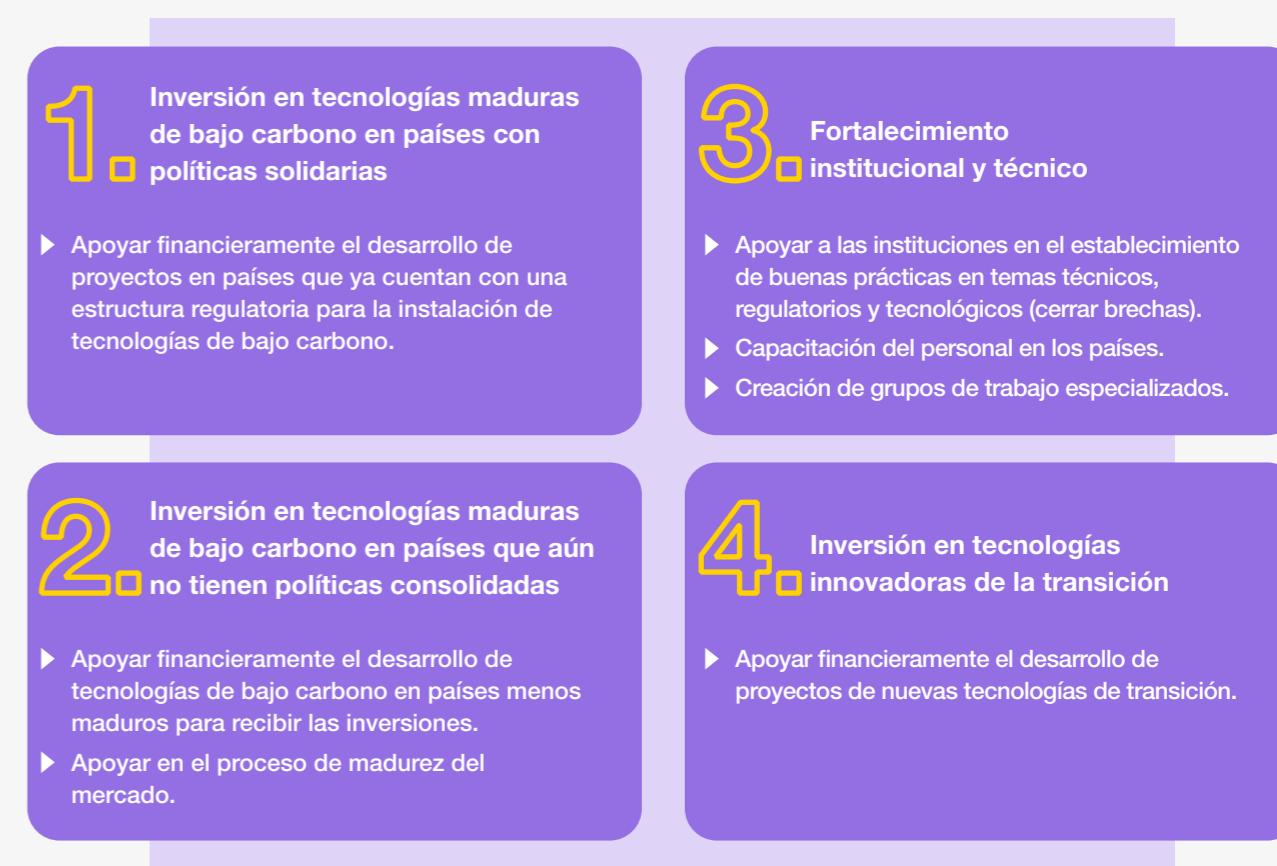 1.
Inversión en tecnologías maduras
de bajo carbono en países con
políticas solidarias
Apoyar financieramente el desarrollo de
proyectos en países que ya cuentan con una
estructura regulatoria para la instalación de
tecnologías de bajo carbono.
2.
Inversión en tecnologías maduras
de bajo carbono en países que aún
no tienen políticas consolidadas
Apoyar financieramente el desarrollo de
tecnologías de bajo carbono en países menos
maduros para recibir las inversiones.
Apoyar en el proceso de madurez del
mercado.
3.
Fortalecimiento
institucional y técnico
Apoyar a las instituciones en el establecimiento
de buenas prácticas en temas técnicos,
regulatorios y tecnológicos (cerrar brechas).
Capacitación del personal en los países.
Creación de grupos de trabajo especializados.
4.
Inversión en tecnologías
innovadoras de la transición
Apoyar financieramente el desarrollo de
proyectos de nuevas tecnologías de transición.